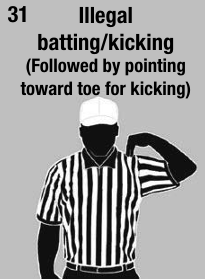 31 Illegal
batting/kicking
(Followed by pointing
toward toe for kicking)